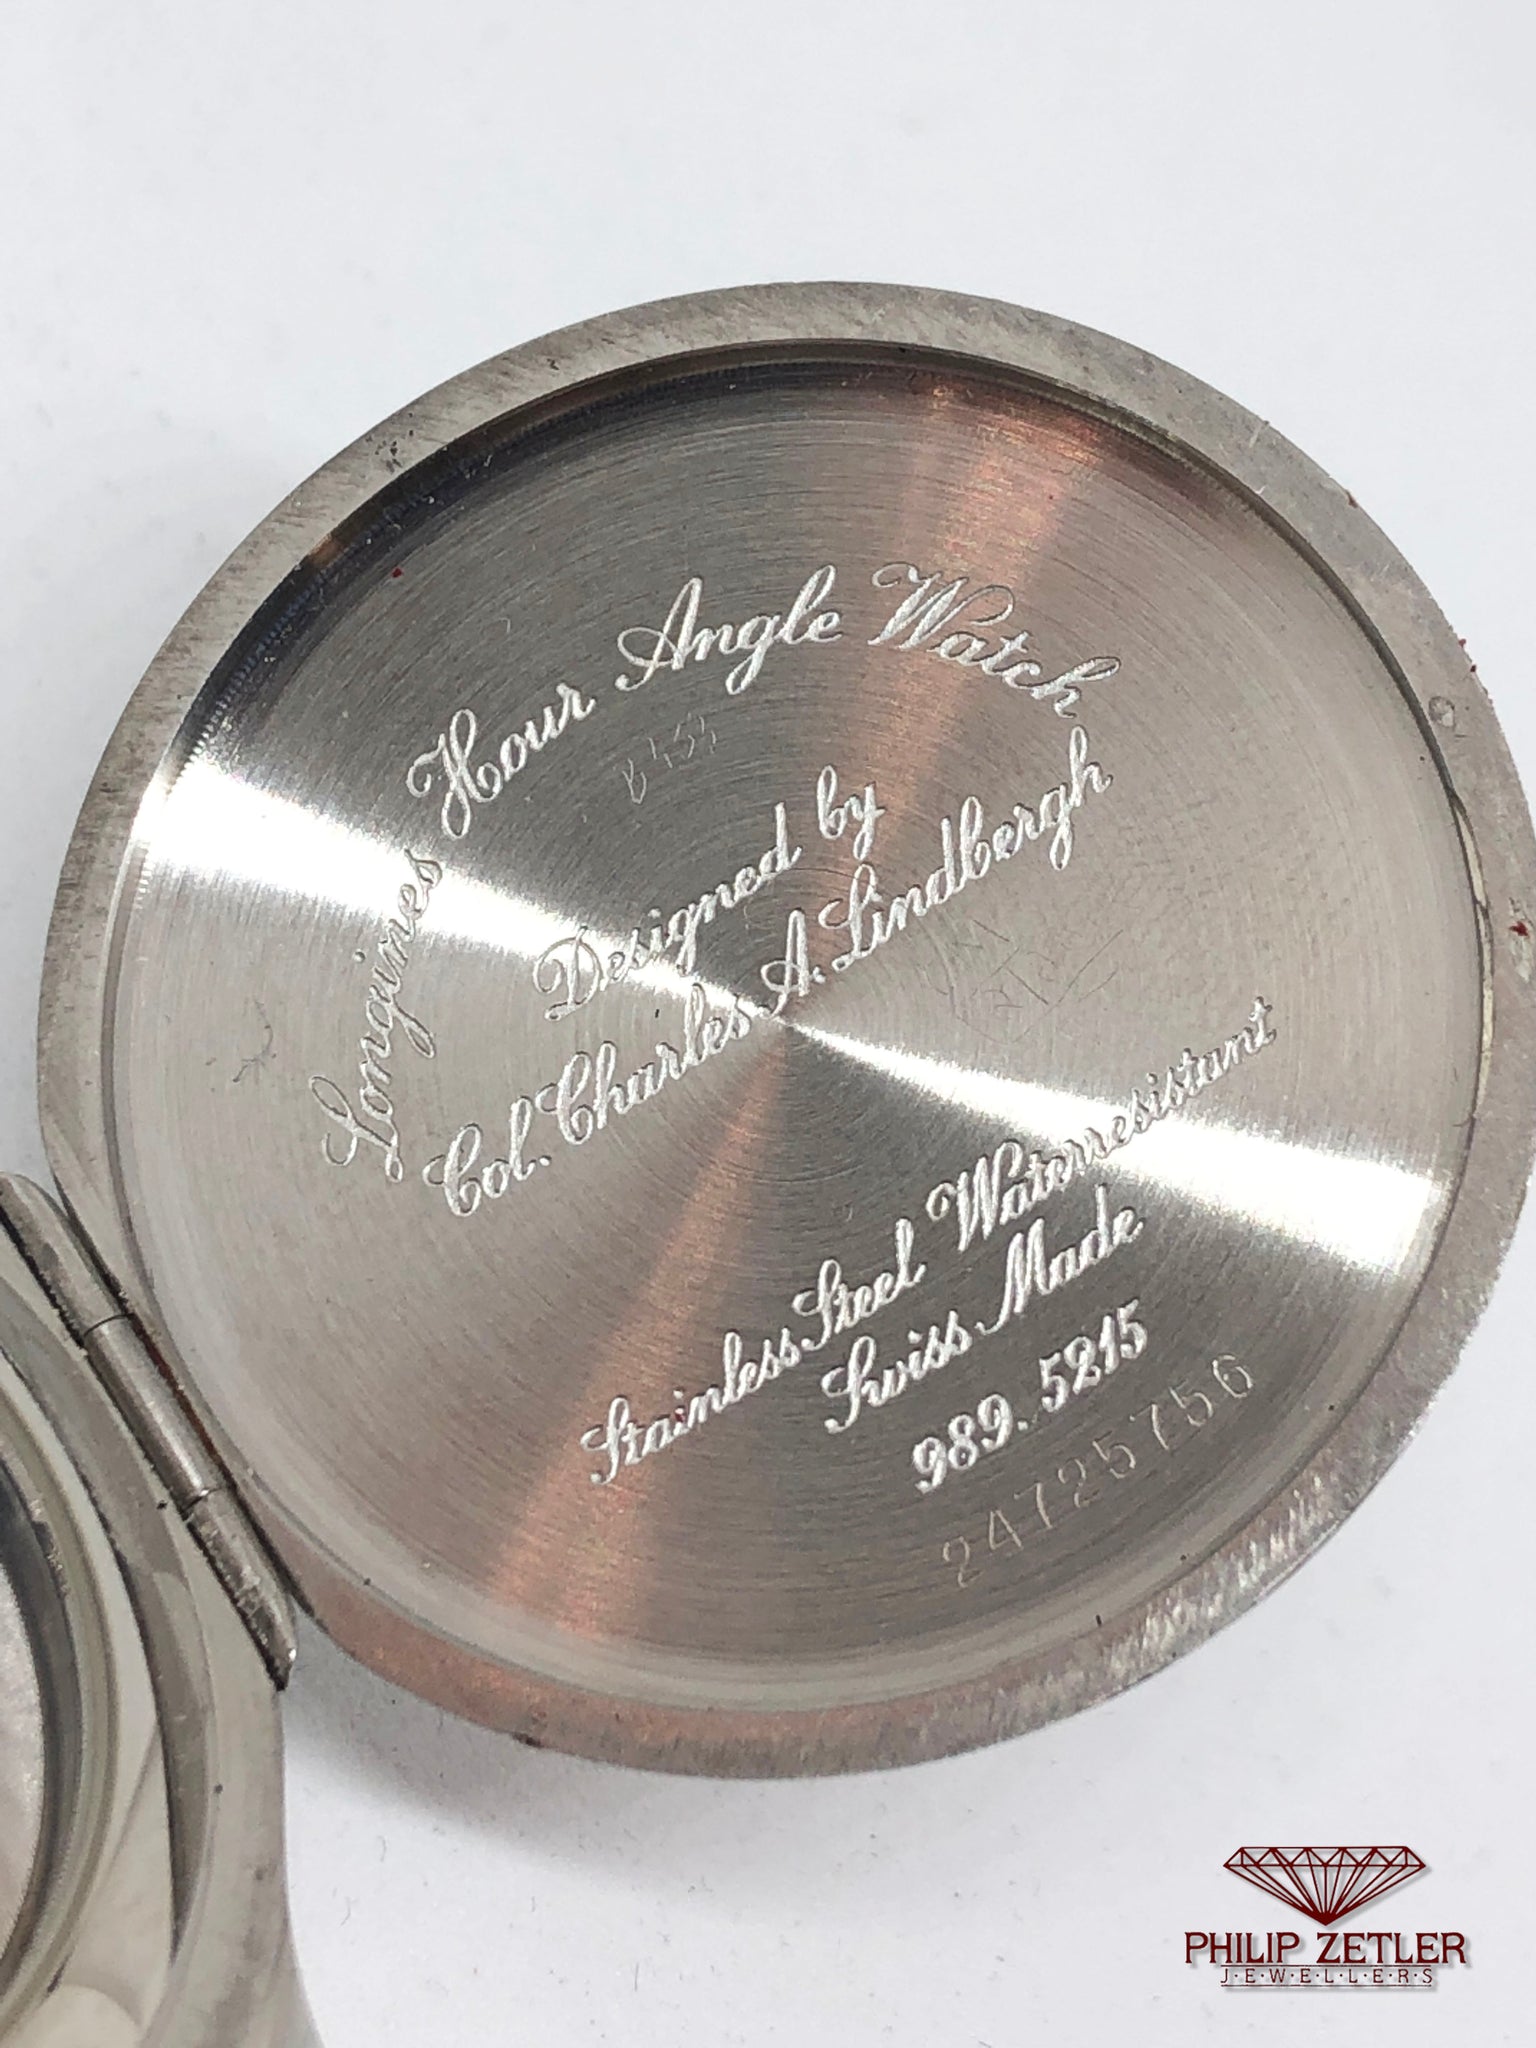 Longines Hour Angle Watch
Designed by
Col. Charles A. Lindbergh
Stainless Steel Waterresistant
Swiss Made
989.5215
24725756
PHILIP ZETLER
J·E·W·E·L·L·E·R·S